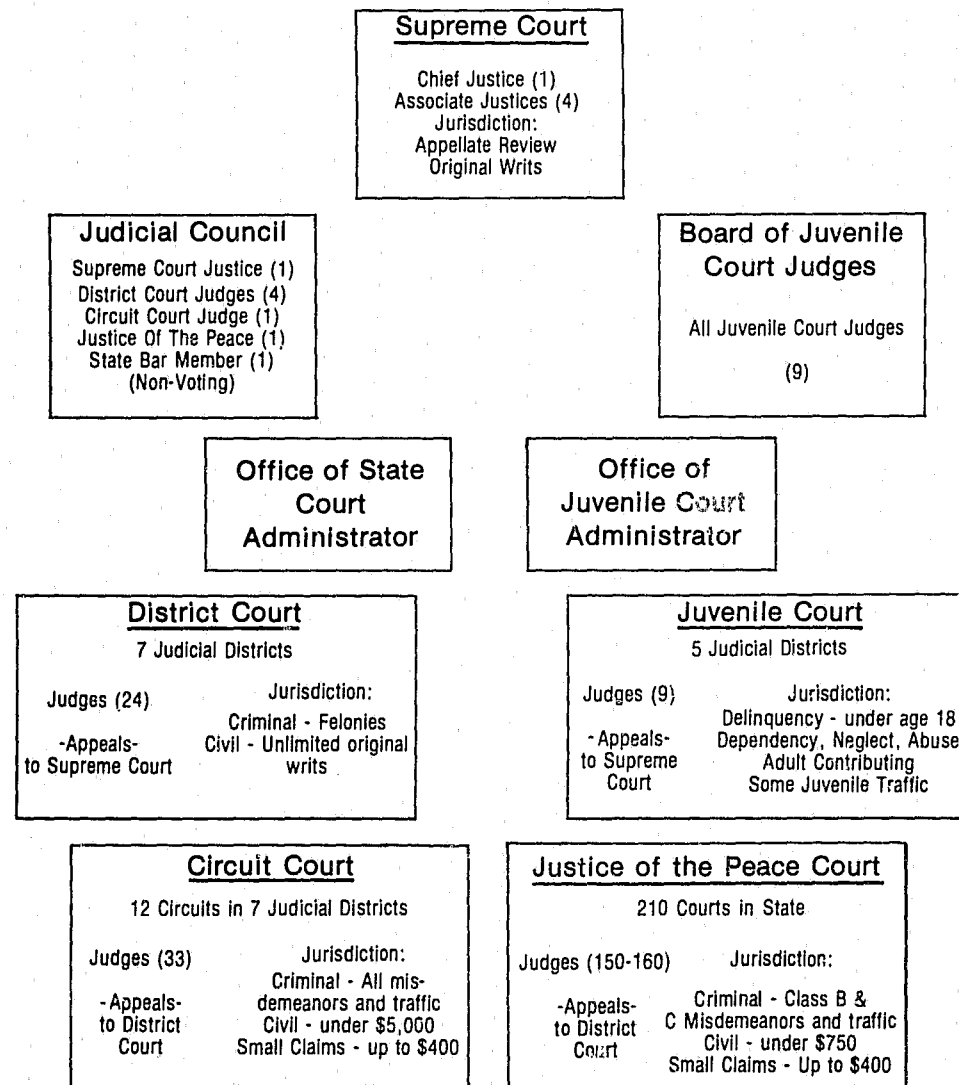 Supreme Court
Chief Justice (1)
Associate Justices (4)
Jurisdiction:
Appellate Review
Original Writs
Judicial Council
Supreme Court Justice (1)
District Court Judges (4)
Circuit Court Judge (1)
Justice Of The Peace (1)
State Bar Member (1)
(Non-Voting)
Board of Juvenile
Court Judges
All Juvenile Court Judges
(9)
Office of State
Court
Administrator
Office of
Juvenile Court
Administrator
District Court
7 Judicial Districts
Judges (24)
-Appeals-
to Supreme Court
Jurisdiction:
Criminal - Felonies
Civil - Unlimited original
writs
Juvenile Court
5 Judicial Districts
Judges (9)
-Appeals-
to Supreme
Court
Jurisdiction:
Delinquency - under age 18
Dependency, Neglect, Abuse
Adult Contributing
Some Juvenile Traffic
Circuit Court
12 Circuits in 7 Judicial Districts
Judges (33)
-Appeals-
to District
Court
Jurisdiction:
Criminal - All mis-
demeanors and traffic
Civil - under $5,000
Small Claims - up to $400
Justice of the Peace Court
210 Courts in State
Judges (150-160)
-Appeals-
to District
Court
Jurisdiction:
Criminal - Class B &
C Misdemeanors and traffic
Civil - under $750
Small Claims - Up to $400